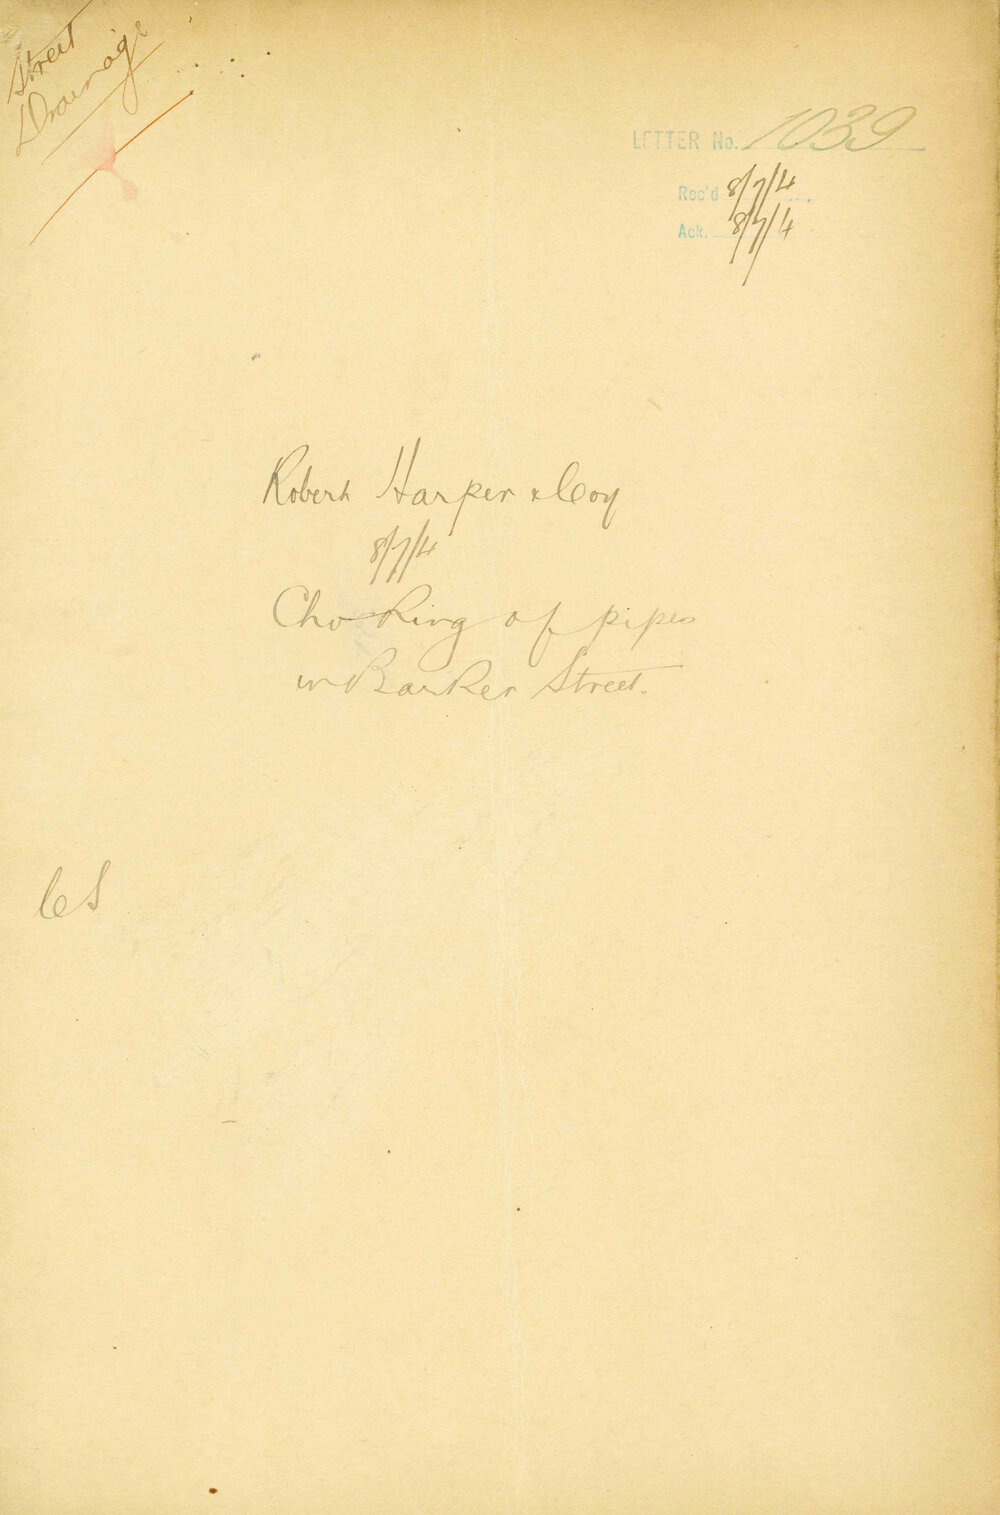 Street
Drainage
LETTER No. 1039
Rec'd 8/7/4
Ack. 8/7/4
Robert Harper & Coy
8/7/4
Choking of pipes
in Barker Street.
CS